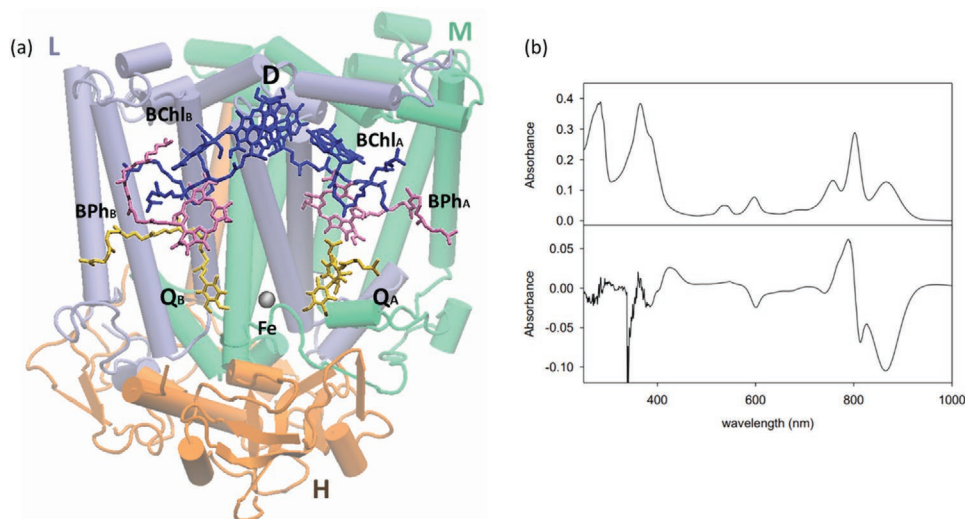 (a)
L
M
D
BChlB
BChlA
BPhB
BPhA
QB
QA
Fe
H
(b)
Absorbance
0.4
0.3
0.2
0.1
0.0
Absorbance
0.05
0.00
-0.05
-0.10
400
600
800
1000
wavelength (nm)